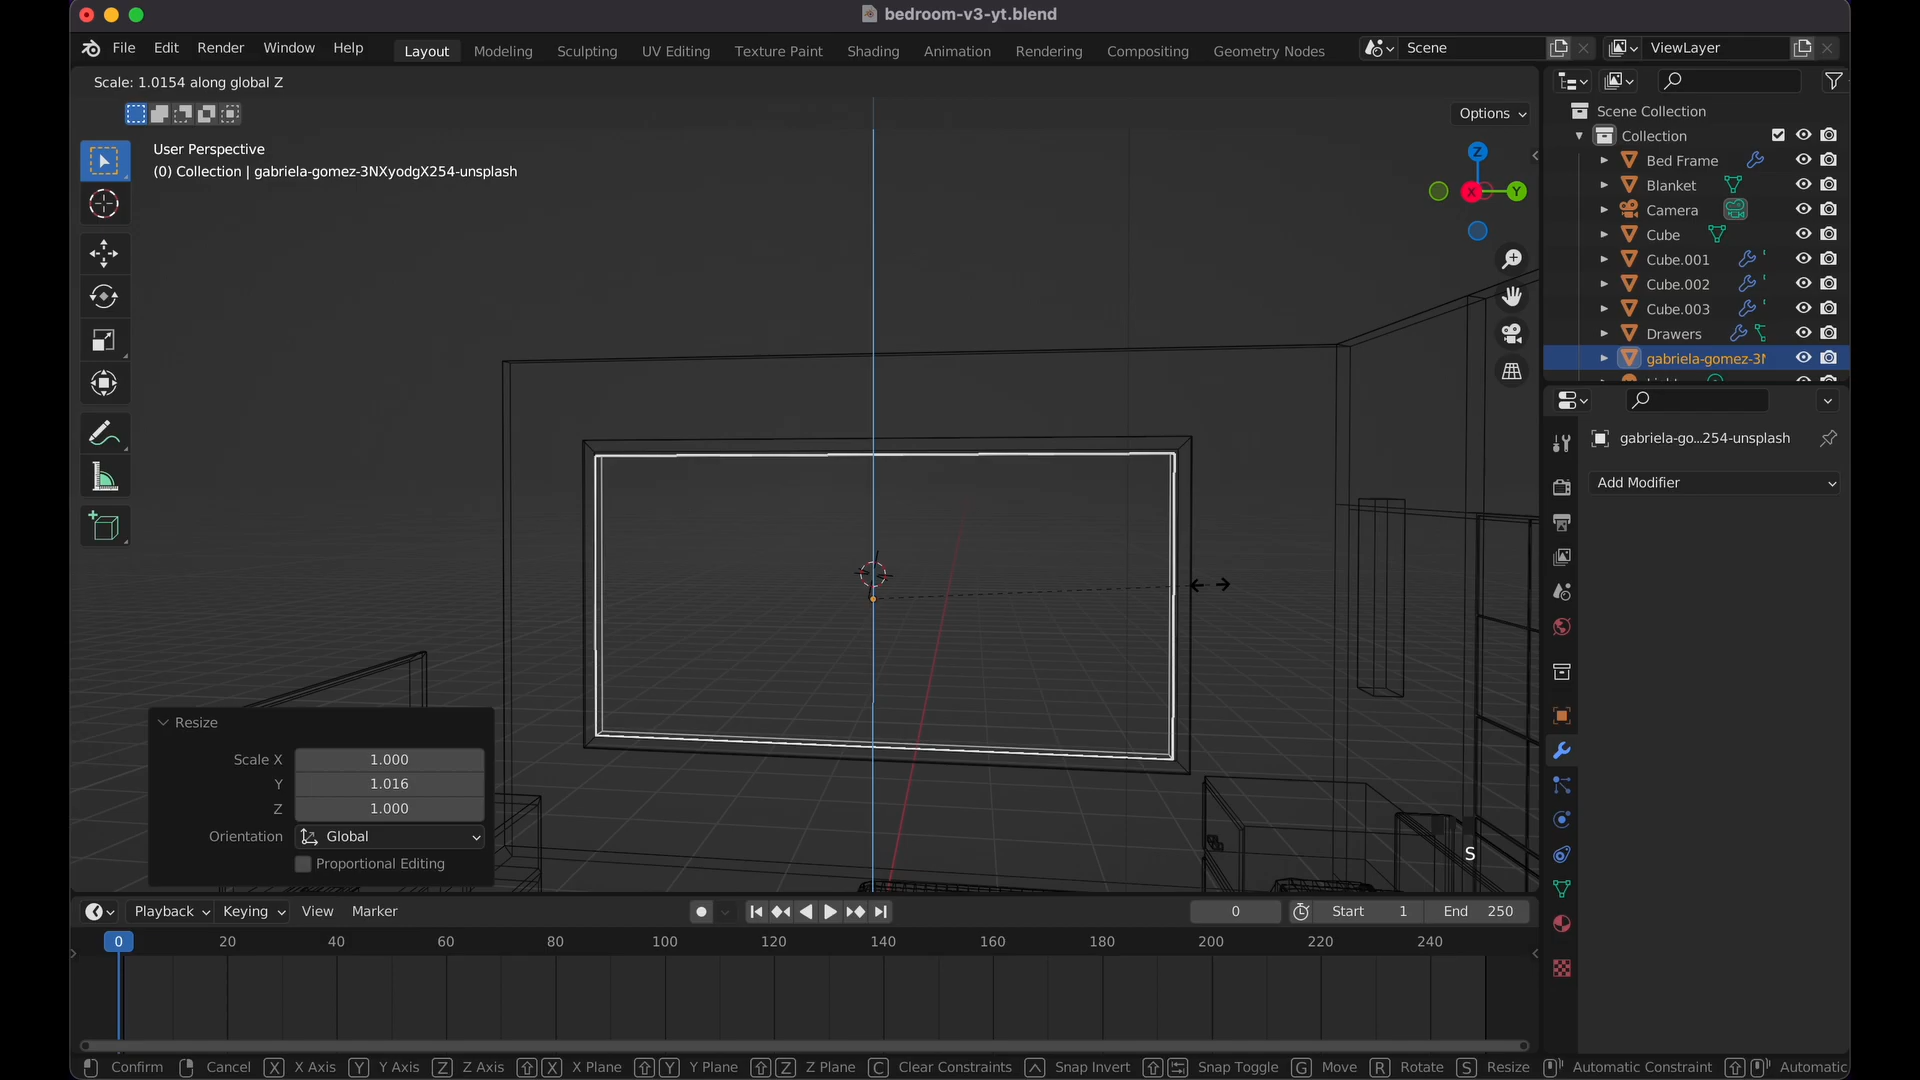 bedroom-v3-yt.blend
File Edit Render Window Help
Layout Modeling Sculpting UV Editing Texture Paint Shading Animation Rendering Compositing Geometry Nodes
Scene
ViewLayer
Scale: 1.0154 along global Z
Options
User Perspective
(0) Collection | gabriela-gomez-3NXyodgX254-unsplash
Z
X
Y
Scene Collection
Collection
Bed Frame
Blanket
Camera
Cube
Cube.001
Cube.002
Cube.003
Drawers
gabriela-gomez-3N
gabriela-go...254-unsplash
Add Modifier
Resize
Scale X 1.000
Y 1.016
Z 1.000
Orientation Global
Proportional Editing
S
Playback Keying View Marker
0 Start 1 End 250
0 20 40 60 80 100 120 140 160 180 200 220 240
Confirm Cancel X X Axis Y Y Axis Z Z Axis X X Plane Y Y Plane Z Z Plane C Clear Constraints Snap Invert Snap Toggle G Move R Rotate S Resize Automatic Constraint Automatic